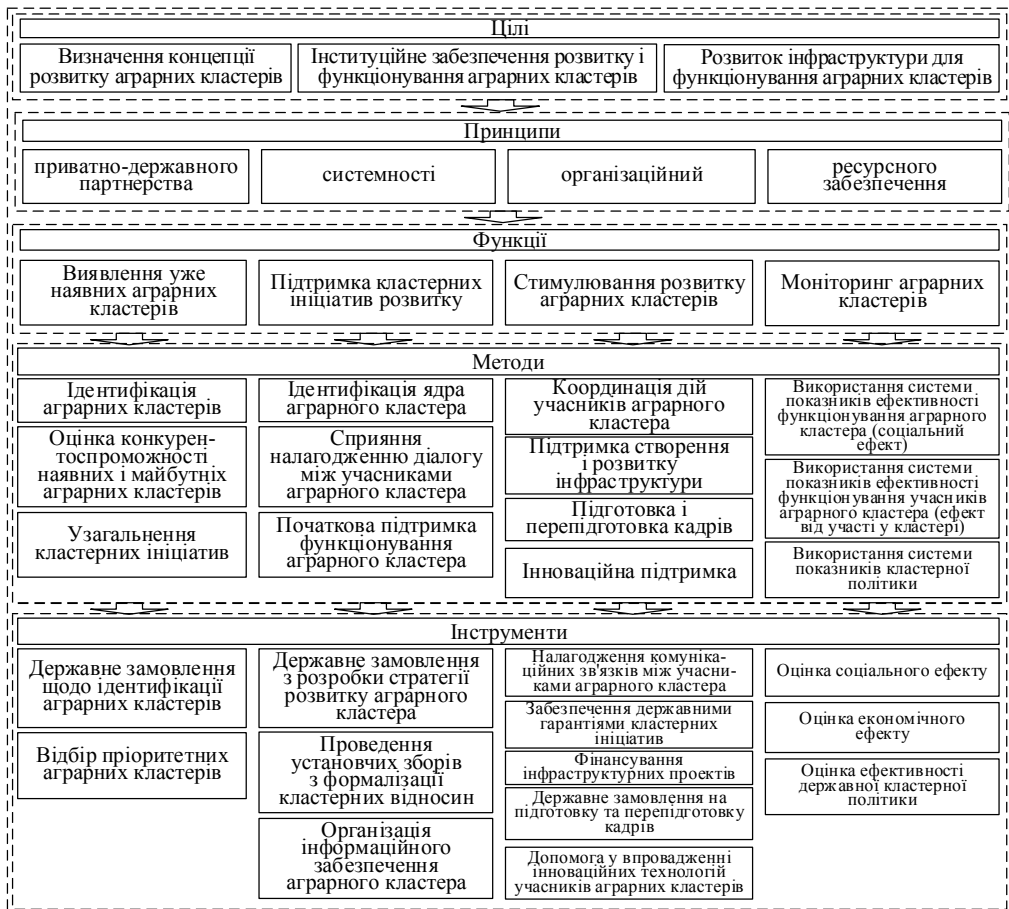 Цілі
Визначення концепції
розвитку аграрних кластерів
Інституційне забезпечення розвитку і
функціонування аграрних кластерів
Розвиток інфраструктури для
функціонування аграрних кластерів
Принципи
приватно-державного
партнерства
системності
організаційний
ресурсного
забезпечення
Функції
Виявлення уже
наявних аграрних
кластерів
Підтримка кластерних
ініціатив розвитку
Стимулювання розвитку
аграрних кластерів
Моніторинг аграрних
кластерів
Методи
Ідентифікація
аграрних кластерів
Оцінка конкурен-
тоспроможності
наявних і майбутніх
аграрних кластерів
Узагальнення
кластерних ініціатив
Ідентифікація ядра
аграрного кластера
Сприяння
налагодженню діалогу
між учасниками
аграрного кластера
Початкова підтримка
функціонування
аграрного кластера
Координація дій
учасників аграрного
кластера
Підтримка створення
і розвитку
інфраструктури
Підготовка і
перепідготовка кадрів
Інноваційна підтримка
Використання системи
показників ефективності
функціонування аграрного
кластера (соціальний
ефект)
Використання системи
показників ефективності
функціонування учасників
аграрного кластера (ефект
від участі у кластері)
Використання системи
показників кластерної
політики
Інструменти
Державне замовлення
щодо ідентифікації
аграрних кластерів
Відбір пріоритетних
аграрних кластерів
Державне замовлення
з розробки стратегії
розвитку аграрного
кластера
Проведення
установчих зборів
з формалізації
кластерних відносин
Організація
інформаційного
забезпечення
аграрного кластера
Налагодження комуніка-
ційних зв'язків між учасни-
ками аграрного кластера
Забезпечення державними
гарантіями кластерних
ініціатив
Фінансування
інфраструктурних проектів
Державне замовлення на
підготовку та перепідготовку
кадрів
Допомога у впровадженні
інноваційних технологій
учасників аграрних кластерів
Оцінка соціального ефекту
Оцінка економічного
ефекту
Оцінка ефективності
державної кластерної
політики